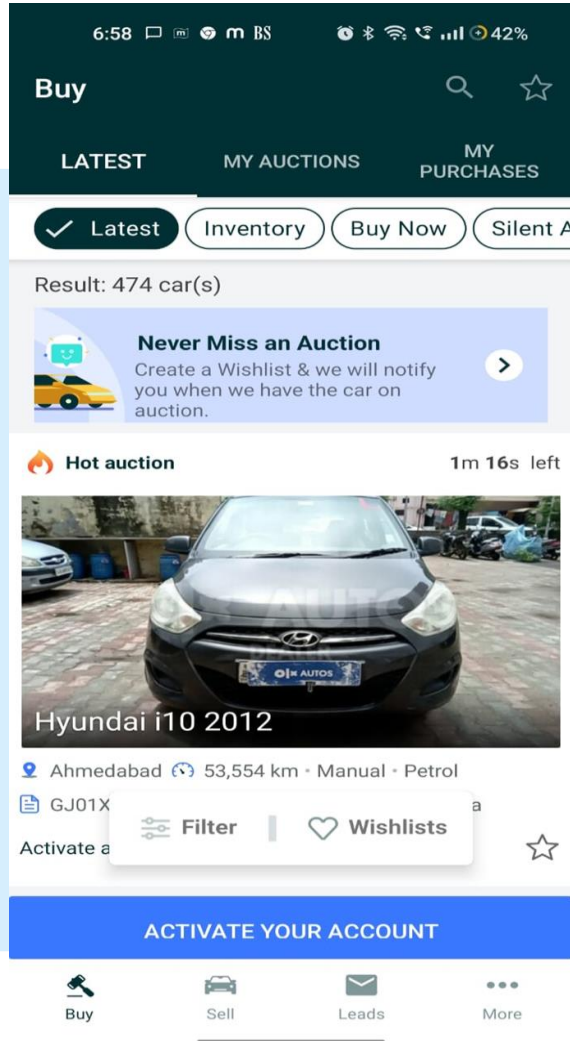 6:58 m BS 42%
Buy
LATEST MY AUCTIONS MY
PURCHASES
Latest Inventory Buy Now Silent A
Result: 474 car(s)
Never Miss an Auction
Create a Wishlist & we will notify
you when we have the car on
auction.
Hot auction 1m 16s left
AUTOS
OLX AUTOS
Hyundai i10 2012
Ahmedabad 53,554 km • Manual • Petrol
GJ01X a
Filter Wishlists
Activate a
ACTIVATE YOUR ACCOUNT
Buy Sell Leads More